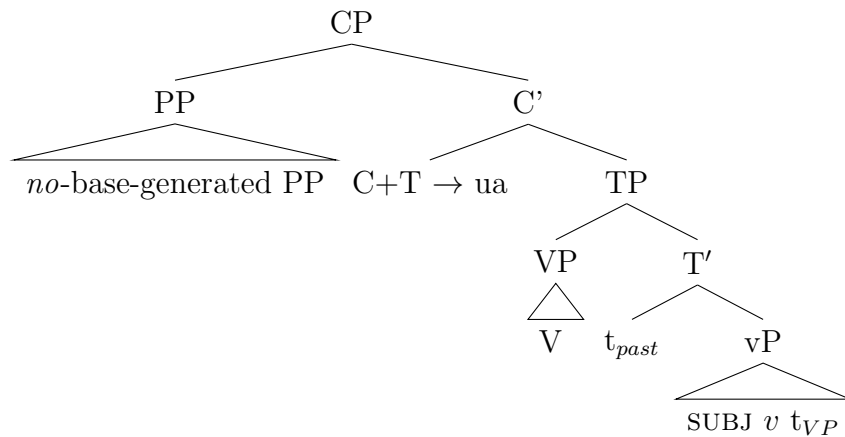 CP
PP C’
no-base-generated PP C+T → ua TP
VP T′
V t_past vP
SUBJ v t_VP